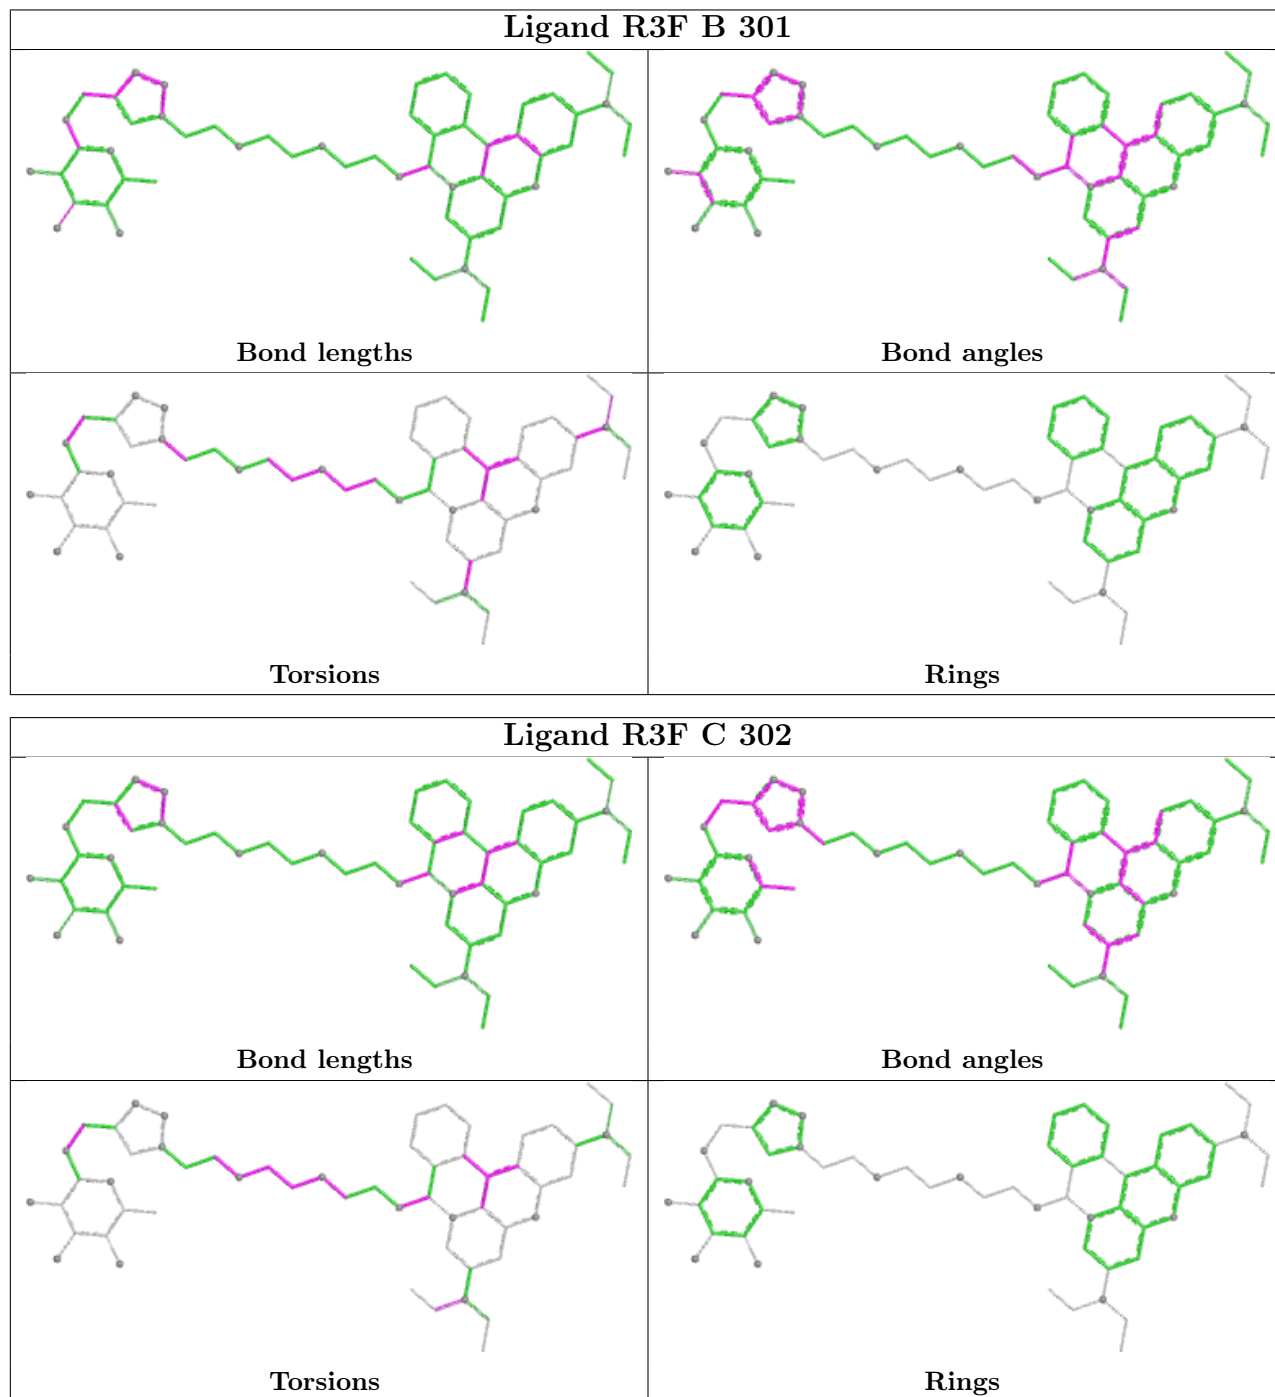 Ligand R3F B 301
Bond lengths
Bond angles
Torsions
Rings
Ligand R3F C 302
Bond lengths
Bond angles
Torsions
Rings